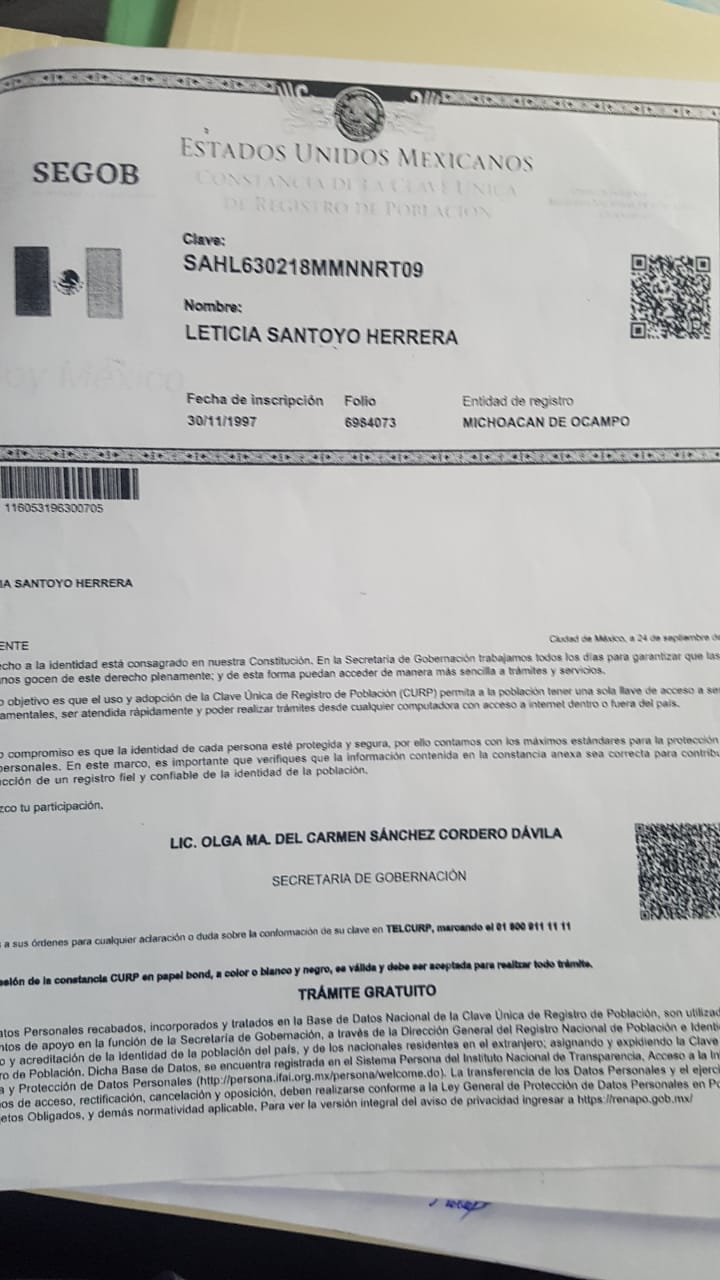 SEGOB
ESTADOS UNIDOS MEXICANOS
CONSTANCIA DE LA CLAVE ÚNICA
DE REGISTRO DE POBLACIÓN
Clave:
SAHL630218MMNNRT09
Nombre:
LETICIA SANTOYO HERRERA
Fecha de inscripción Folio Entidad de registro
30/11/1997 6984073 MICHOACAN DE OCAMPO
oy México
116053196300705
IA SANTOYO HERRERA
ENTE
Ciudad de México, a 24 de septiembre de
echo a la identidad está consagrado en nuestra Constitución. En la Secretaría de Gobernación trabajamos todos los días para garantizar que las
nos gocen de este derecho plenamente; y de esta forma puedan acceder de manera más sencilla a trámites y servicios.
o objetivo es que el uso y adopción de la Clave Única de Registro de Población (CURP) permita a la población tener una sola llave de acceso a se
amentales, ser atendida rápidamente y poder realizar trámites desde cualquier computadora con acceso a internet dentro o fuera del país.
o compromiso es que la identidad de cada persona esté protegida y segura, por ello contamos con los máximos estándares para la protección
personales. En este marco, es importante que verifiques que la información contenida en la constancia anexa sea correcta para contribu
ucción de un registro fiel y confiable de la identidad de la población.
zco tu participación.
LIC. OLGA MA. DEL CARMEN SÁNCHEZ CORDERO DÁVILA
SECRETARIA DE GOBERNACIÓN
a sus órdenes para cualquier aclaración o duda sobre la conformación de su clave en TELCURP, marcando el 01 800 911 11 11
esión de la constancia CURP en papel bond, a color o blanco y negro, es válida y debe ser aceptada para realizar todo trámite.
TRÁMITE GRATUITO
atos Personales recabados, incorporados y tratados en la Base de Datos Nacional de la Clave Única de Registro de Población, son utilizad
ntos de apoyo en la función de la Secretaría de Gobernación, a través de la Dirección General del Registro Nacional de Población e Identi
o y acreditación de la identidad de la población del país, y de los nacionales residentes en el extranjero; asignando y expidiendo la Clave
ro de Población. Dicha Base de Datos, se encuentra registrada en el Sistema Persona del Instituto Nacional de Transparencia, Acceso a la In
a y Protección de Datos Personales (http://persona.ifai.org.mx/persona/welcome.do). La transferencia de los Datos Personales y el ejerci
hos de acceso, rectificación, cancelación y oposición, deben realizarse conforme a la Ley General de Protección de Datos Personales en Po
jetos Obligados, y demás normatividad aplicable. Para ver la versión integral del aviso de privacidad ingresar a https://renapo.gob.mx/